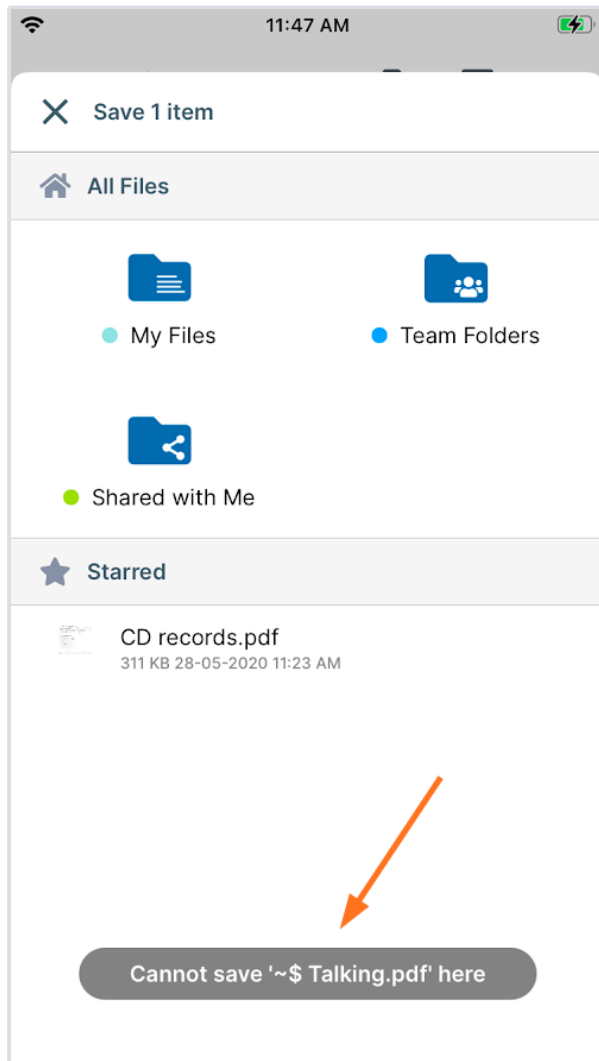 11:47 AM
Save 1 item
All Files
My Files
Team Folders
Shared with Me
Starred
CD records.pdf
311 KB 28-05-2020 11:23 AM
Cannot save '~$ Talking.pdf' here